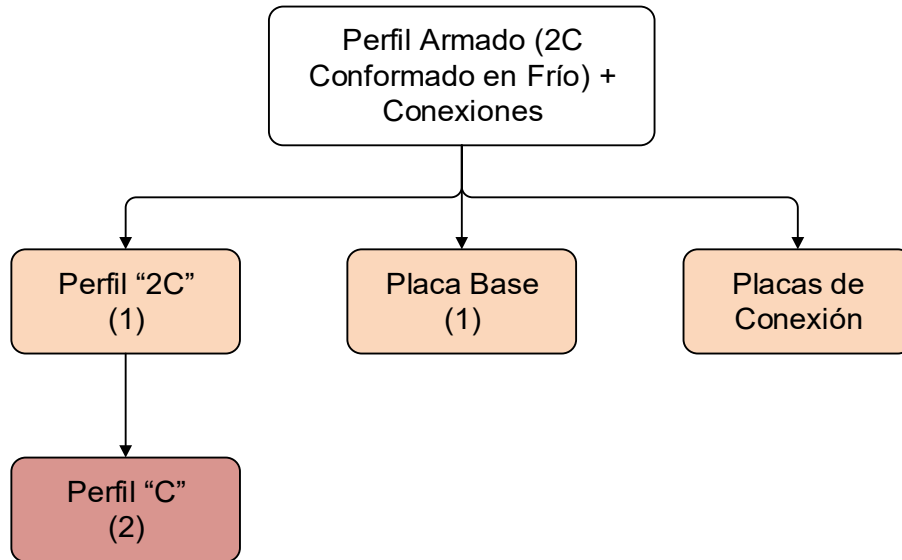 Perfil Armado (2C
Conformado en Frío) +
Conexiones
Perfil “2C”
(1)
Placa Base
(1)
Placas de
Conexión
Perfil “C”
(2)